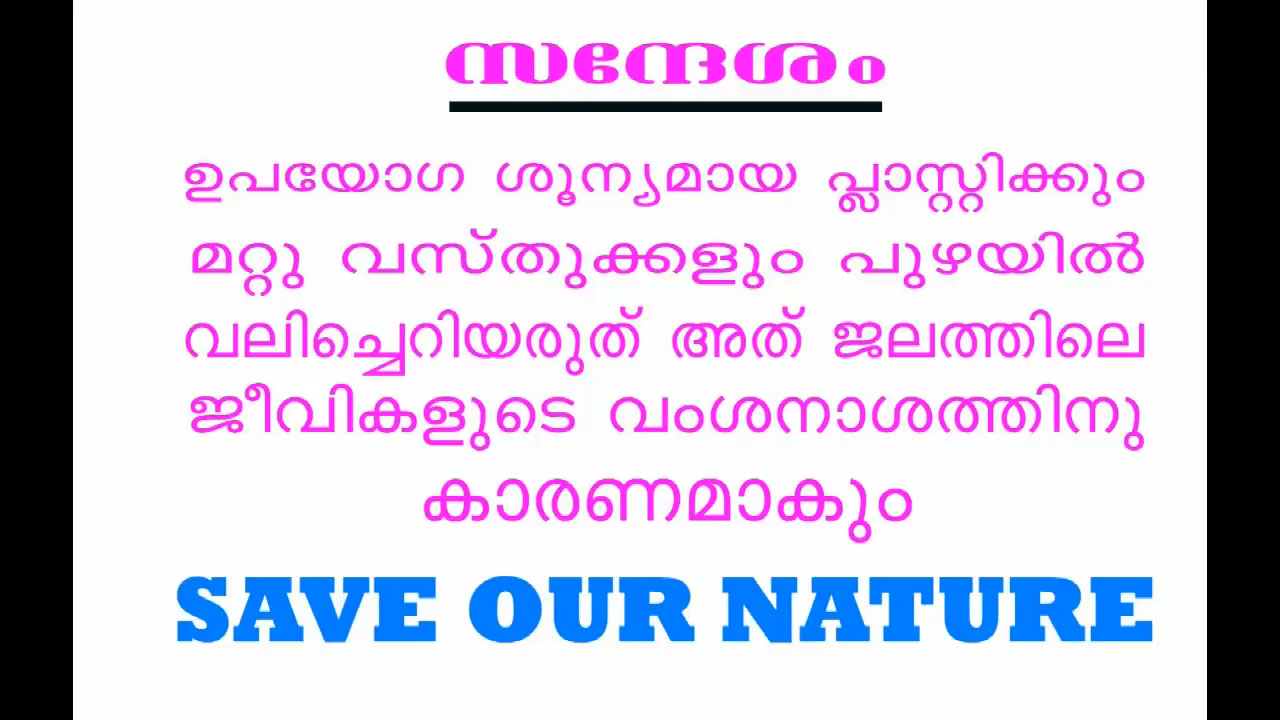 സന്ദേശം
ഉപയോഗ ശൂന്യമായ പ്ലാസ്റ്റിക്കും
മറ്റു വസ്തുക്കളും പുഴയിൽ
വലിച്ചെറിയരുത് അത് ജലത്തിലെ
ജീവികളുടെ വംശനാശത്തിനു
കാരണമാകും
SAVE OUR NATURE